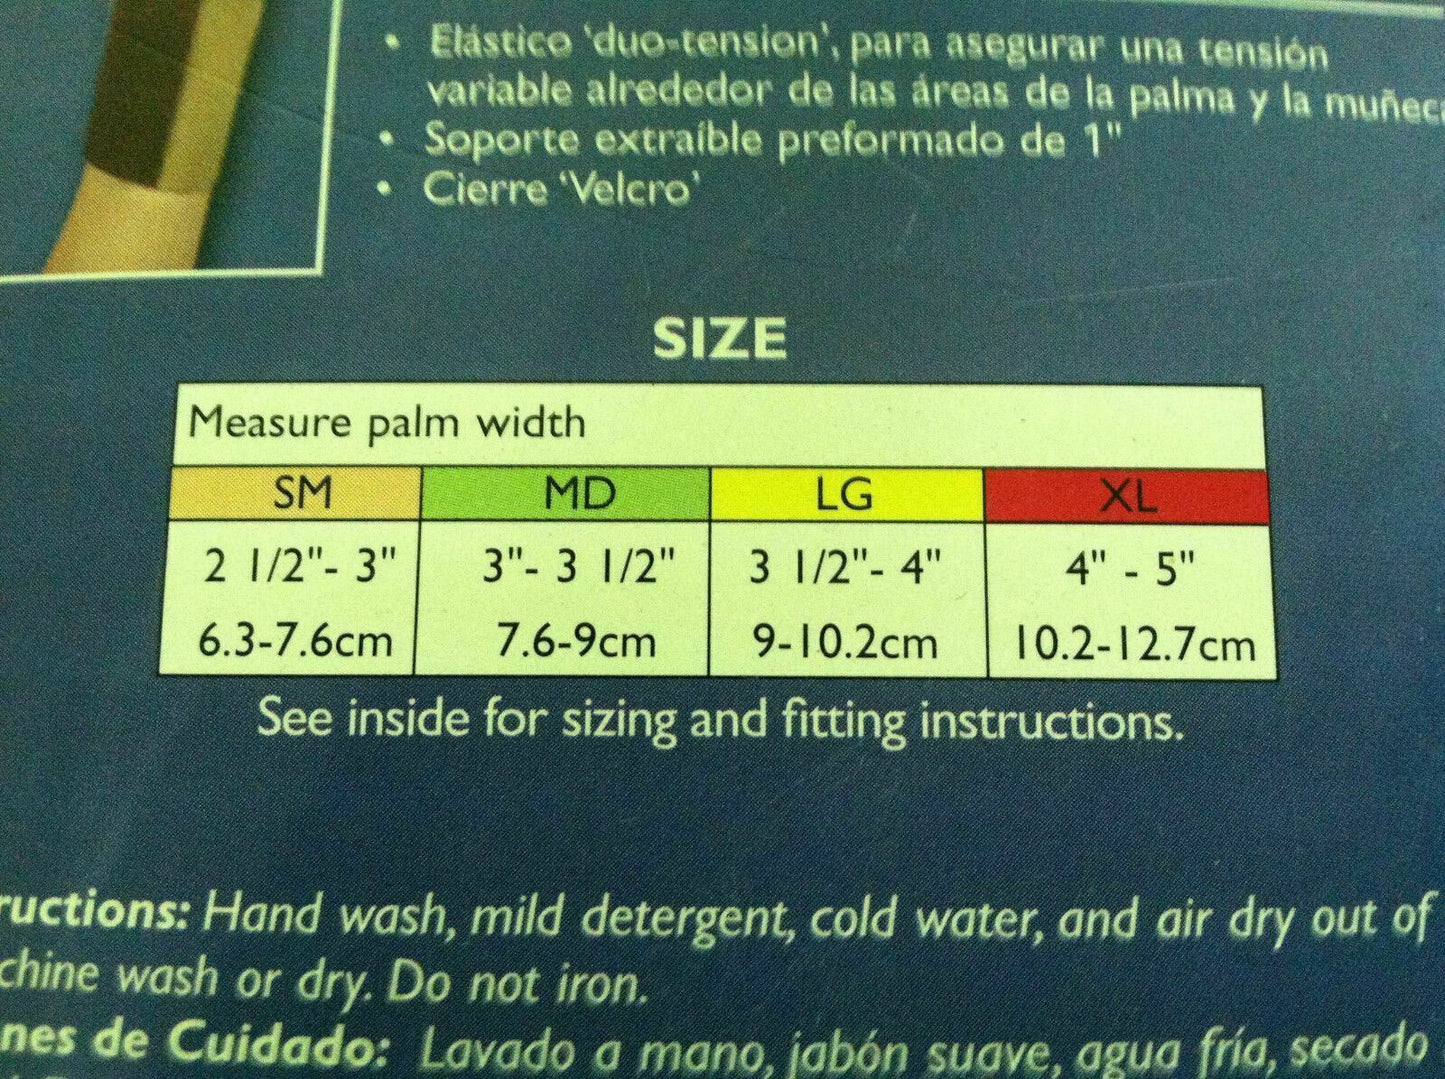 • Elástico 'duo-tension', para asegurar una tensión
variable alrededor de las áreas de la palma y la
• Soporte extraíble preformado de 1"
• Cierre 'Velcro'
SIZE
Measure palm width
SM MD LG XL
2 1/2"- 3" 3"- 3 1/2" 3 1/2"- 4" 4" - 5"
6.3-7.6cm 7.6-9cm 9-10.2cm 10.2-12.7cm
See inside for sizing and fitting instructions.
Hand wash, mild detergent, cold water, and air dry out of
wash or dry. Do not iron.
de Cuidado: Lavado a mano, jabón suave, agua fría, secado